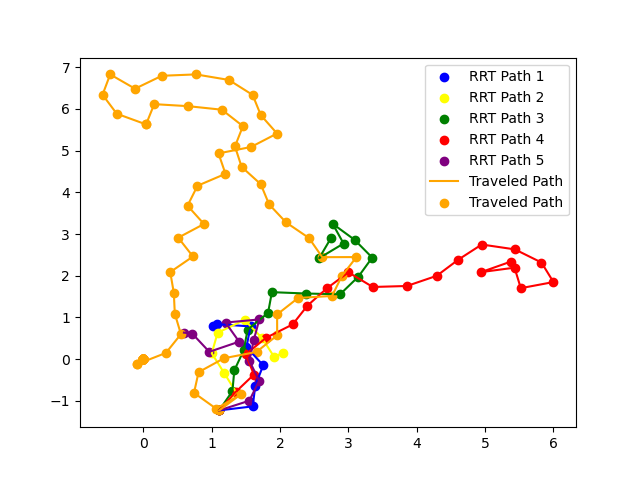 RRT Path 1
RRT Path 2
RRT Path 3
RRT Path 4
RRT Path 5
Traveled Path
Traveled Path
7
6
5
4
3
2
1
0
−1
0 1 2 3 4 5 6